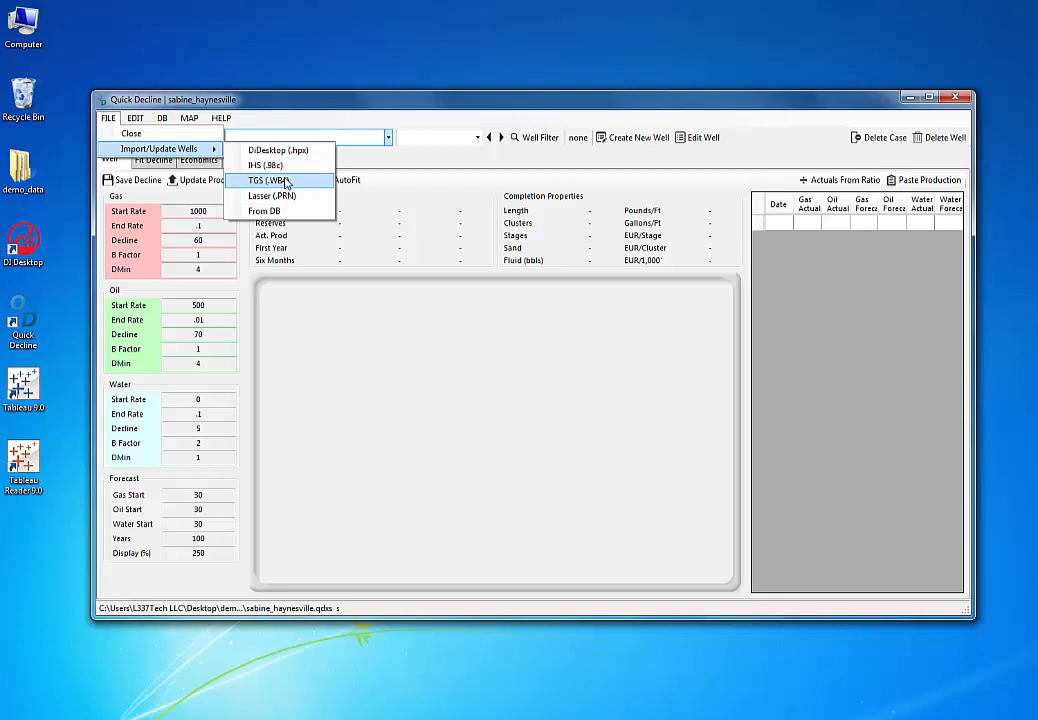 Computer
Recycle Bin
demo_data
DI Desktop
Quick
Decline
Tableau 9.0
Tableau
Reader 9.0
Quick Decline | sabine_haynesville
FILE EDIT DB MAP HELP
Close
Import/Update Wells
DiDesktop (.hpx)
IHS (.98c)
TGS (.WB1)
Lasser (.PRN)
From DB
Well Filter none Create New Well Edit Well Delete Case Delete Well
Well Fit Decline Economics
Save Decline Update Prod AutoFit Actuals From Ratio Paste Production
Gas
Start Rate 1000
End Rate .1
Decline 60
B Factor 1
DMin 4
Oil
Start Rate 500
End Rate .01
Decline 70
B Factor 1
DMin 4
Water
Start Rate 0
End Rate .1
Decline 5
B Factor 2
DMin 1
Forecast
Gas Start 30
Oil Start 30
Water Start 30
Years 100
Display (%) 250
Reserves - - -
Act. Prod - - -
First Year - - -
Six Months - - -
Completion Properties
Length - Pounds/Ft -
Clusters - Gallons/Ft -
Stages - EUR/Stage -
Sand - EUR/Cluster -
Fluid (bbls) - EUR/1,000' -
Date Gas Actual Oil Actual Gas Foreca Oil Foreca Water Actual Water Foreca
C:\Users\L337Tech LLC\Desktop\dem...\sabine_haynesville.qdxs s